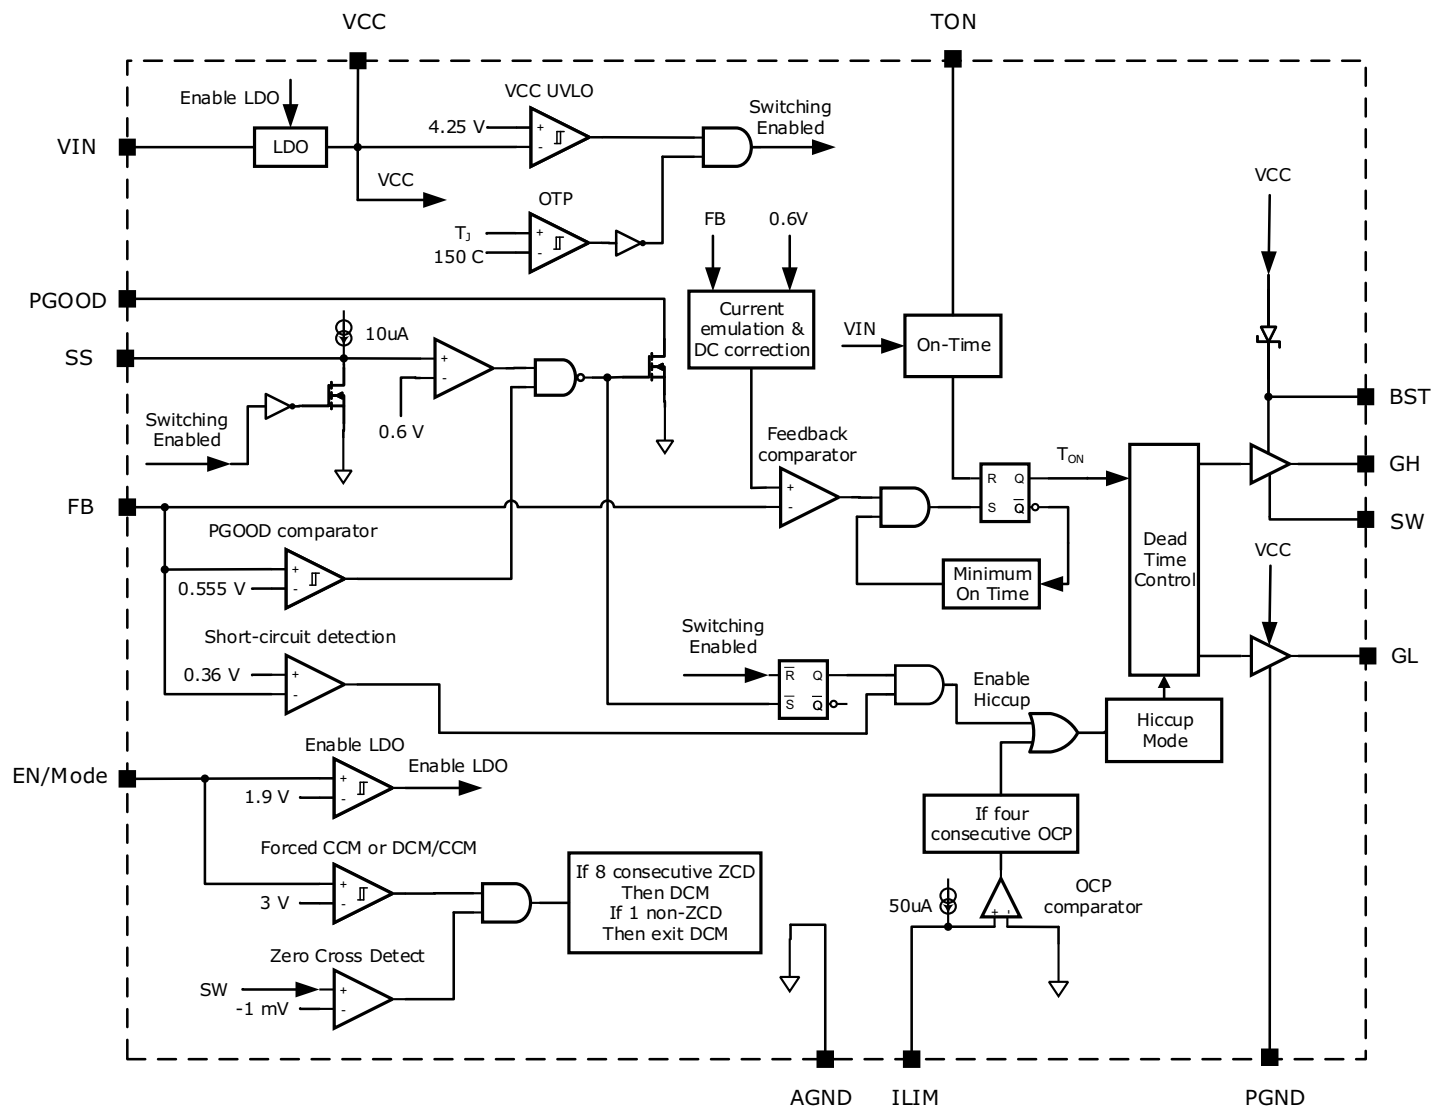 VCC
TON
Enable LDO
VCC UVLO
Switching
Enabled
4.25 V
+
-
VIN
LDO
VCC
VCC
OTP
TJ
150 C
+
-
FB
0.6V
PGOOD
Current
emulation &
DC correction
VIN
On-Time
10uA
SS
+
-
0.6 V
BST
Switching
Enabled
Feedback
comparator
TON
GH
+
-
R
Q
S
Q
FB
SW
PGOOD comparator
Dead
Time
Control
VCC
+
-
0.555 V
Minimum
On Time
Short-circuit detection
Switching
Enabled
GL
0.36 V
+
-
R
Q
S
Q
Enable
Hiccup
Hiccup
Mode
Enable LDO
EN/Mode
Enable LDO
+
-
1.9 V
If four
consecutive OCP
Forced CCM or DCM/CCM
+
-
3 V
If 8 consecutive ZCD
Then DCM
If 1 non-ZCD
Then exit DCM
50uA
+
-
OCP
comparator
Zero Cross Detect
SW
+
-
-1 mV
AGND
ILIM
PGND